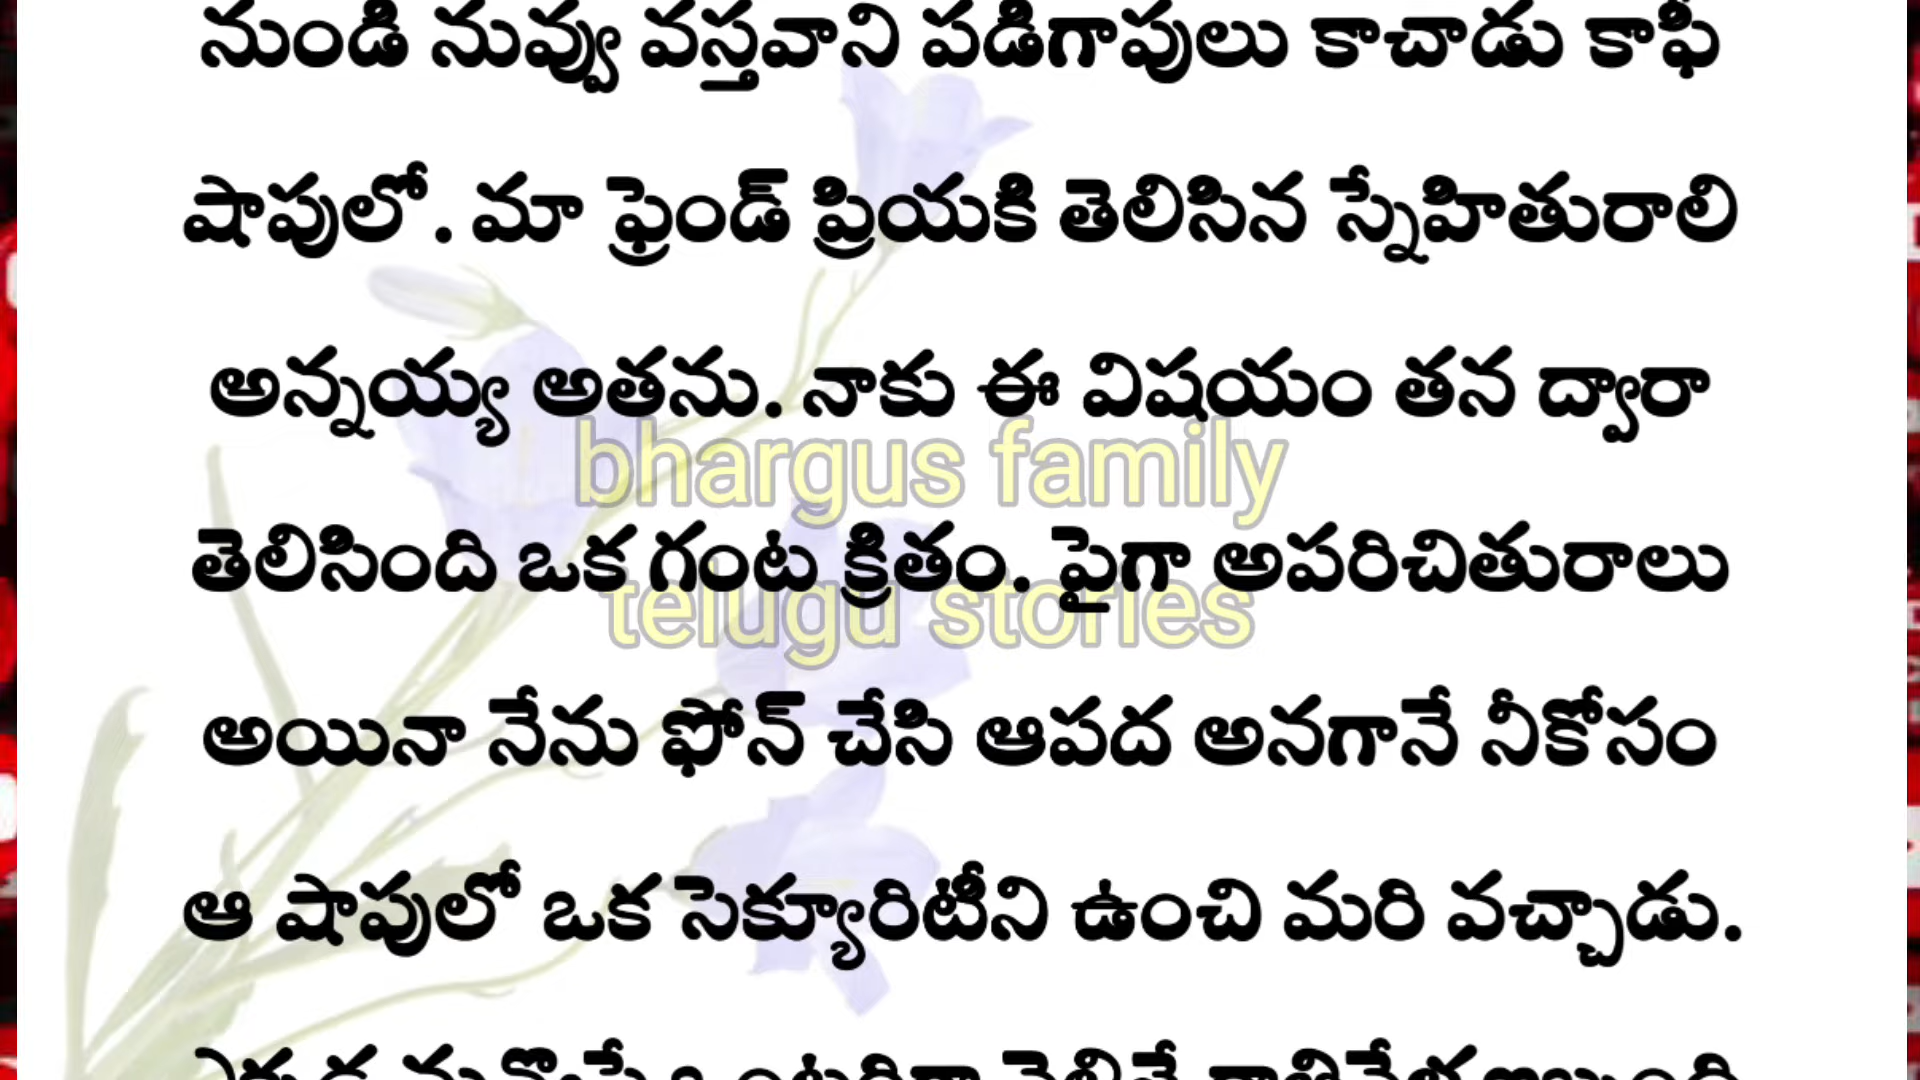 నుండి నువ్వు వస్తవాని పడిగాపులు కాచాడు కాఫీ
షాపులో. మా ఫ్రెండ్ ప్రియకి తెలిసిన స్నేహితురాలి
అన్నయ్య అతను. నాకు ఈ విషయం తన ద్వారా
bhargus family
తెలిసింది ఒక గంట క్రితం. పైగా అపరిచితురాలు
telugu stories
అయినా నేను ఫోన్ చేసి ఆపద అనగానే నీకోసం
ఆ షాపులో ఒక సెక్యూరిటీని ఉంచి మరి వచ్చాడు.